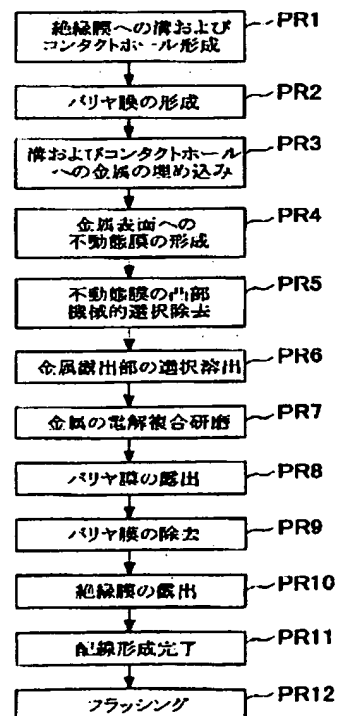 絶縁膜への溝および
コンタクトホール形成
PR1
バリヤ膜の形成
PR2
溝およびコンタクトホール
への金属の埋め込み
PR3
金属表面への
不動態膜の形成
PR4
不動態膜の凸部
機械的選択除去
PR5
金属露出部の選択溶出
PR6
金属の電解複合研磨
PR7
バリヤ膜の露出
PR8
バリヤ膜の除去
PR9
絶縁膜の露出
PR10
配線形成完了
PR11
フラッシング
PR12